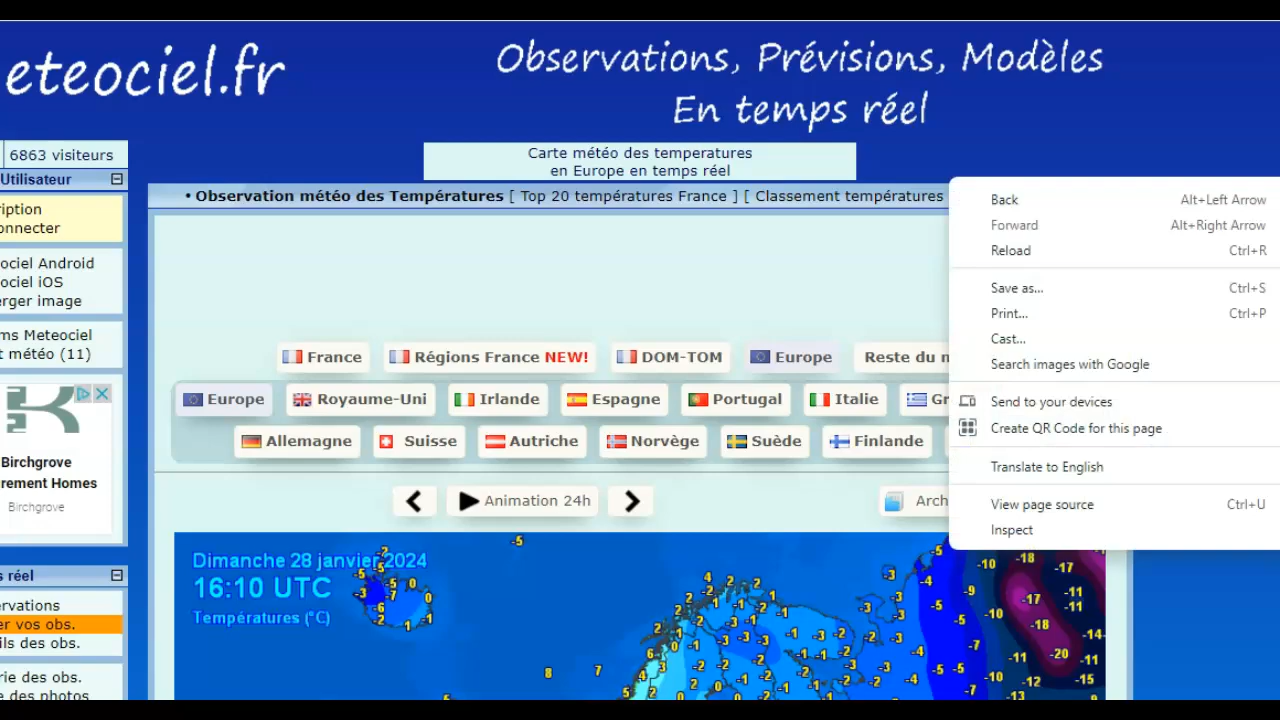 eteociel.fr
Observations, Prévisions, Modèles
En temps réel
6863 visiteurs
Utilisateur
ription
onnecter
ociel Android
ociel iOS
erger image
ms Meteociel
t météo (11)
Birchgrove
rement Homes
Birchgrove
s réel
ervations
er vos obs.
ils des obs.
rie des obs.
e des photos
Carte météo des temperatures
en Europe en temps réel
• Observation météo des Températures [ Top 20 températures France ] [ Classement températures
France Régions France NEW! DOM-TOM Europe Reste du m
Europe Royaume-Uni Irlande Espagne Portugal Italie Gr
Allemagne Suisse Autriche Norvège Suède Finlande
Animation 24h
Arch
Dimanche 28 janvier 2024
16:10 UTC
Températures (°C)
Back Alt+Left Arrow
Forward Alt+Right Arrow
Reload Ctrl+R
Save as... Ctrl+S
Print... Ctrl+P
Cast...
Search images with Google
Send to your devices
Create QR Code for this page
Translate to English
View page source Ctrl+U
Inspect